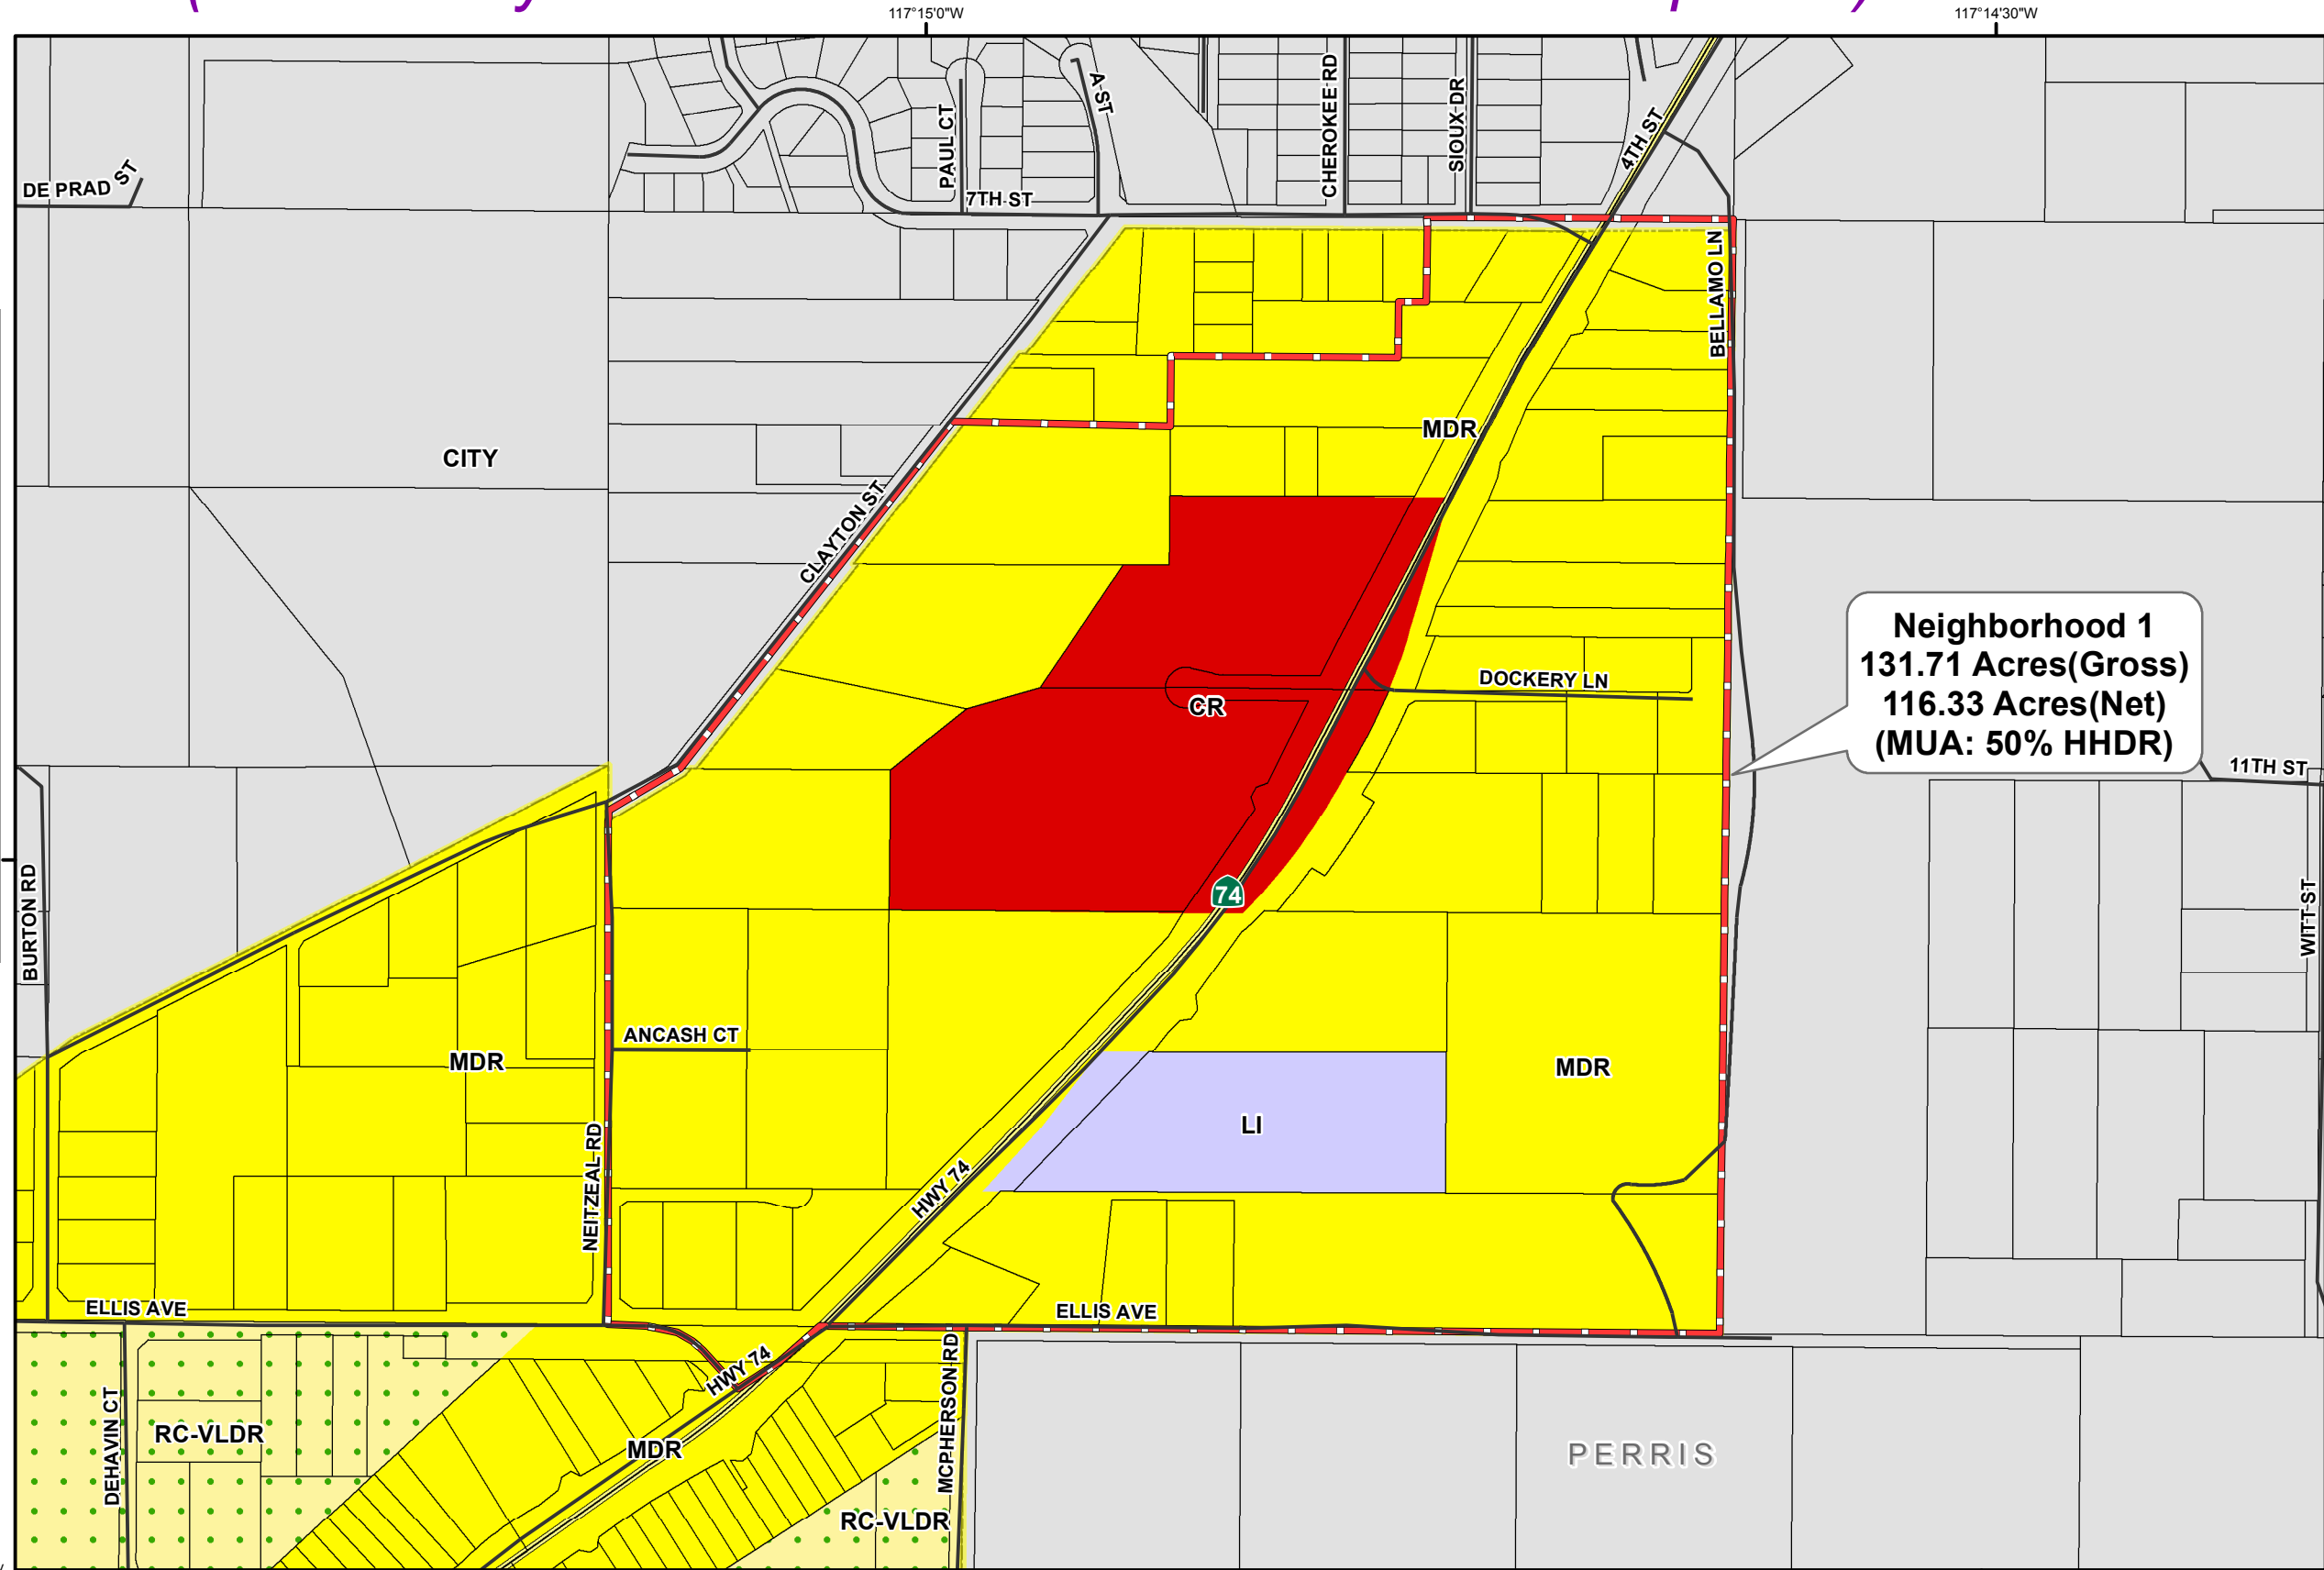 117°15'0"W
117°14'30"W
DE PRAD ST
PAUL CT
A ST
CHEROKEE RD
SIOUX DR
4TH ST
7TH ST
BELLAMO LN
MDR
CITY
CLAYTON ST
Neighborhood 1
131.71 Acres(Gross)
116.33 Acres(Net)
(MUA: 50% HHDR)
DOCKERY LN
CR
11TH ST
74
BURTON RD
WITT ST
ANCASH CT
MDR
MDR
LI
NEITZEAL RD
HWY 74
ELLIS AVE
ELLIS AVE
HWY 74
MCPHERSON RD
DEHAVIN CT
RC-VLDR
MDR
PERRIS
RC-VLDR